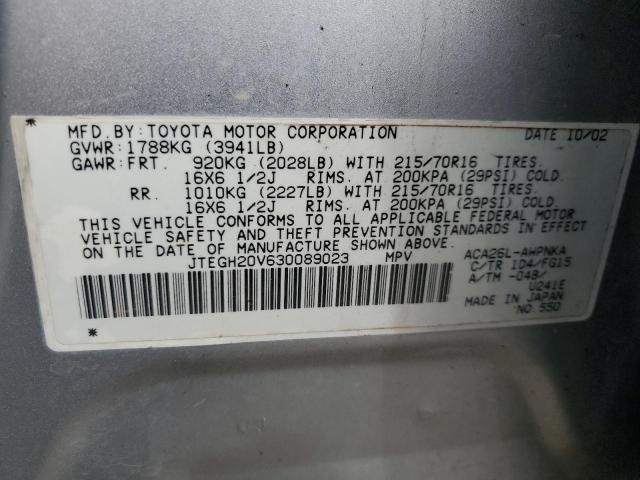 MFD.BY:TOYOTA MOTOR CORPORATION DATE 10/02
GVWR:1788KG (3941LB)
GAWR:FRT. 920KG (2028LB) WITH 215/70R16 TIRES.
16X6 1/2J RIMS. AT 200KPA (29PSI) COLD.
RR. 1010KG (2227LB) WITH 215/70R16 TIRES.
16X6 1/2J RIMS. AT 200KPA (29PSI) COLD.
THIS VEHICLE CONFORMS TO ALL APPLICABLE FEDERAL MOTOR
VEHICLE SAFETY AND THEFT PREVENTION STANDARDS IN EFFECT
ON THE DATE OF MANUFACTURE SHOWN ABOVE.
JTEGH20V630089023 MPV ACA26L-AWPNKA
C/TR 1D4/FG15
A/TM -04B/
U241E
MADE IN JAPAN
NO.550